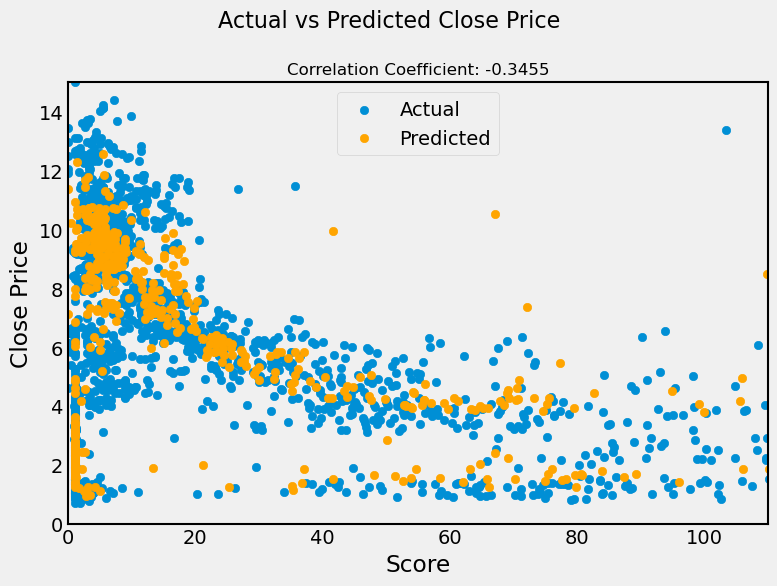 Actual vs Predicted Close Price
Correlation Coefficient: -0.3455
Actual
Predicted
14
12
10
8
6
4
2
0
Close Price
0 20 40 60 80 100
Score